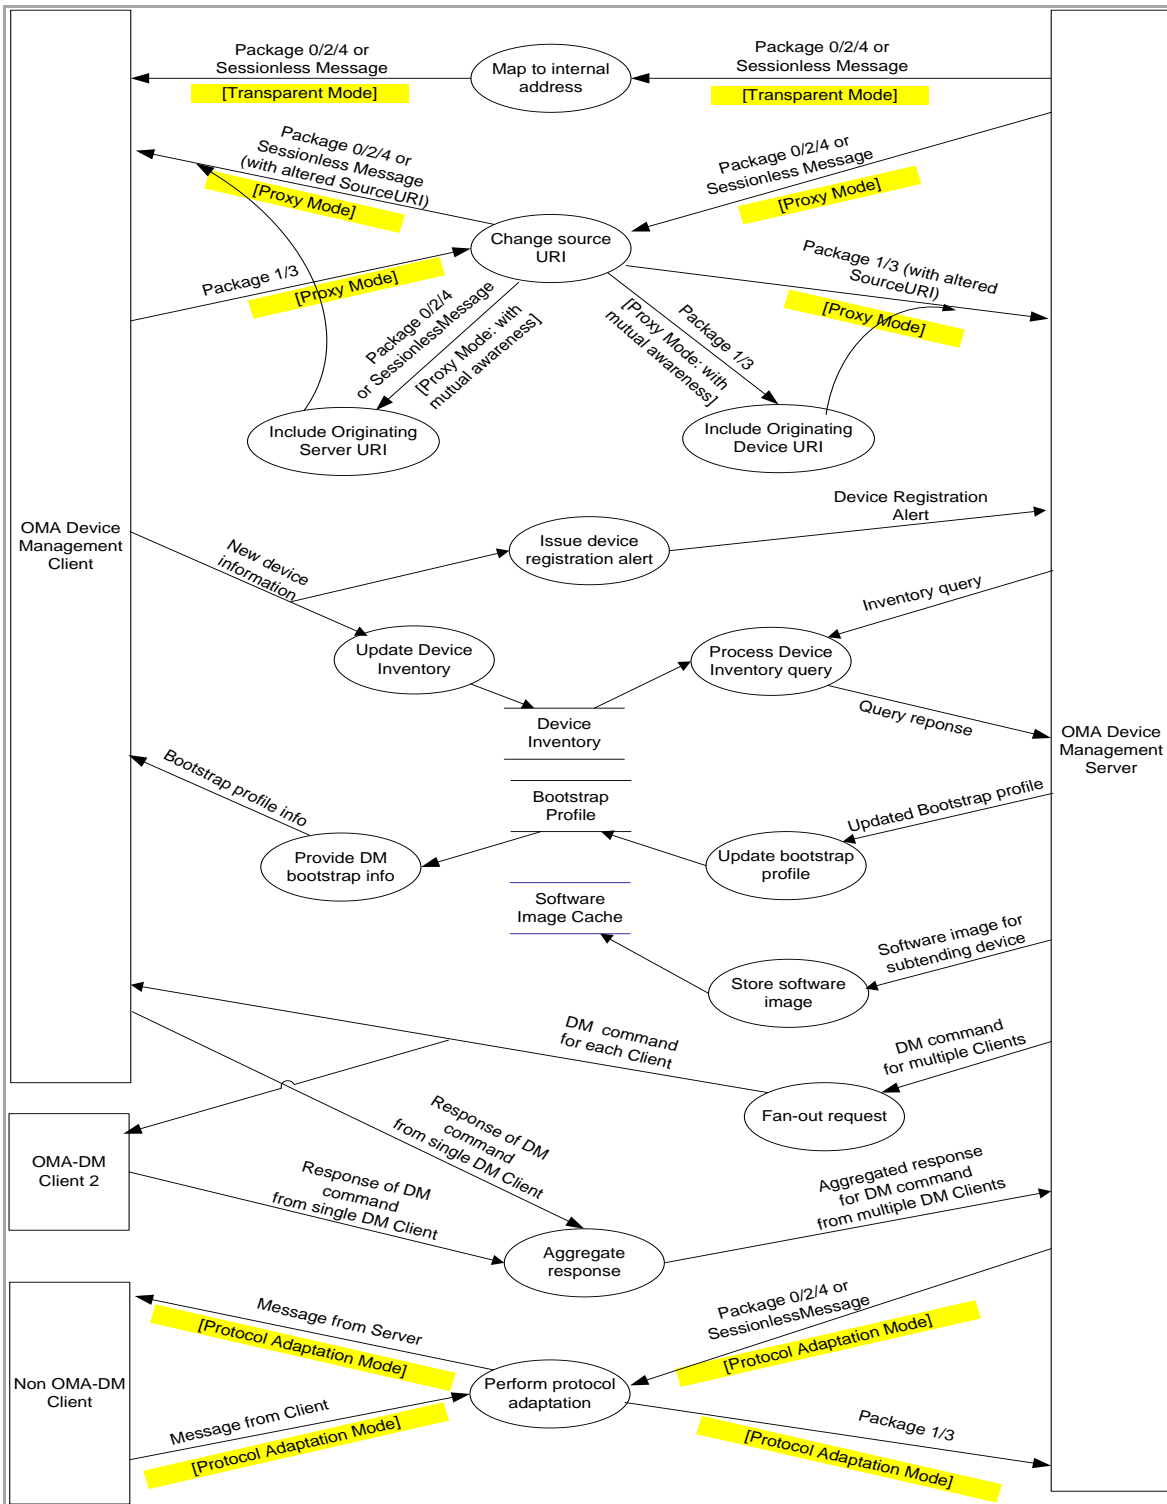 Package 0/2/4 or
Sessionless Message
[Transparent Mode]
Map to internal
address
Package 0/2/4 or
Sessionless Message
[Transparent Mode]
Package 0/2/4 or
Sessionless Message
(with altered SourceURI)
[Proxy Mode]
Package 0/2/4 or
Sessionless Message
[Proxy Mode]
Change source
URI
Package 1/3
[Proxy Mode]
Package 1/3 (with altered
SourceURI)
[Proxy Mode]
Package 0/2/4
or SessionlessMessage
[Proxy Mode: with
mutual awareness]
Package 1/3
[Proxy Mode: with
mutual awareness]
Include Originating
Server URI
Include Originating
Device URI
OMA Device
Management
Client
New device
information
Issue device
registration alert
Device Registration
Alert
Inventory query
Update Device
Inventory
Process Device
Inventory query
Query reponse
Device
Inventory
OMA Device
Management
Server
Bootstrap profile info
Bootstrap
Profile
Updated Bootstrap profile
Provide DM
bootstrap info
Update bootstrap
profile
Software
Image Cache
Software image for
subtending device
Store software
image
DM  command
for each Client
DM command
for multiple Clients
Fan-out request
OMA-DM
Client 2
Response of DM
command
from single DM Client
Response of DM
command
from single DM Client
Aggregated response
for DM command
from multiple DM Clients
Aggregate
response
Non OMA-DM
Client
Message from Server
[Protocol Adaptation Mode]
Package 0/2/4 or
SessionlessMessage
[Protocol Adaptation Mode]
Perform protocol
adaptation
Message from Client
[Protocol Adaptation Mode]
Package 1/3
[Protocol Adaptation Mode]